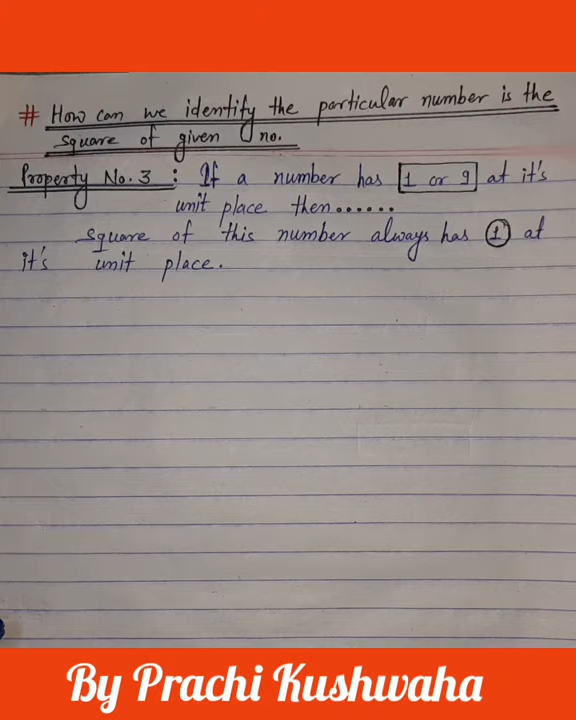 # How can we identify the particular number is the
square of given no.
Property No. 3 : If a number has 1 or 9 at it's
unit place then......
square of this number always has 1 at
it's unit place.
By Prachi Kushwaha